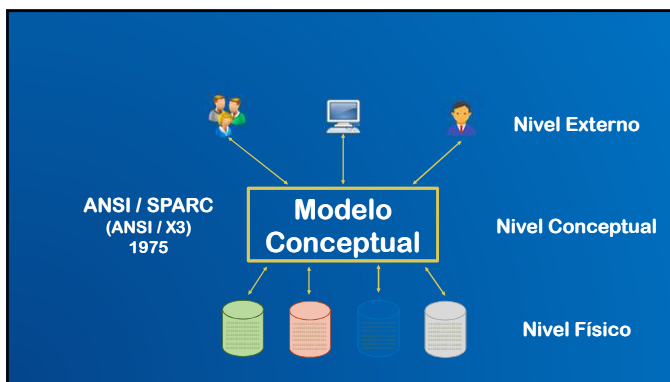 Nivel Externo
ANSI / SPARC
(ANSI / X3)
1975
Modelo
Conceptual
Nivel Conceptual
Nivel Físico